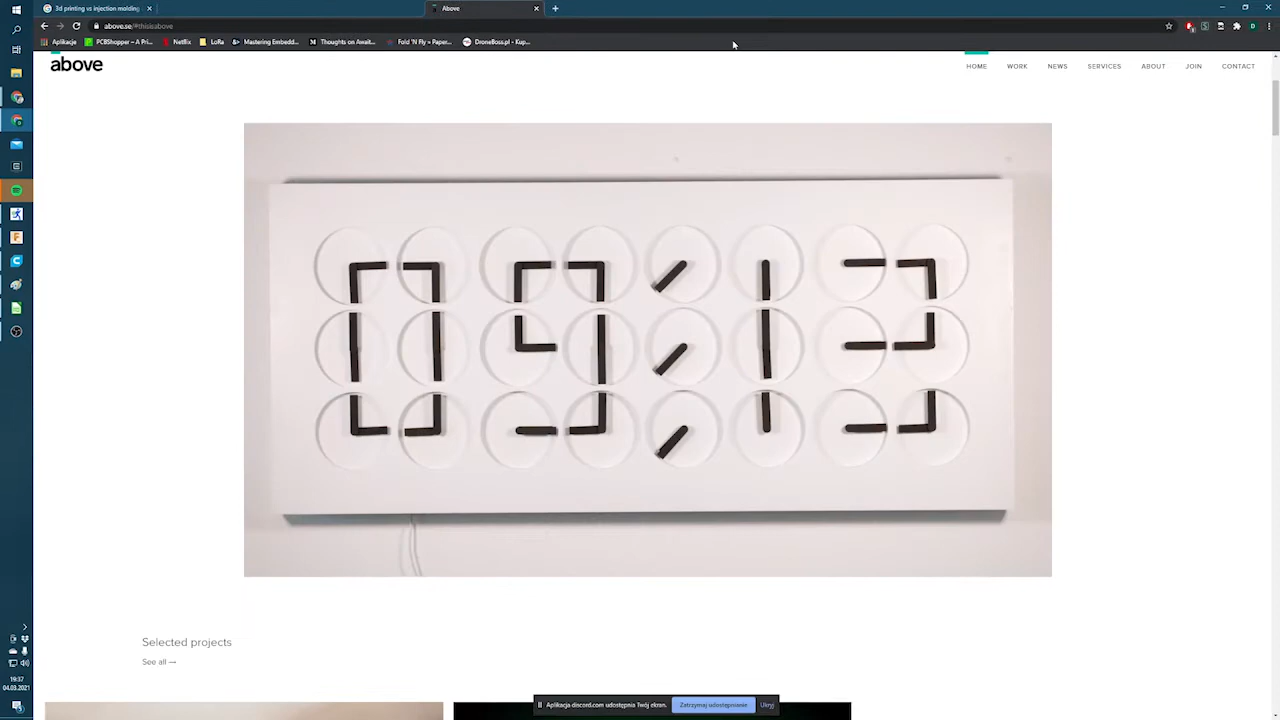 3d printing vs injection molding
Above
above.se/#thisabove
Aplikacje
PCBShopper – A Pri...
Netflix
LoRa
Mastering Embedd...
Thoughts on Await...
Fold 'N Fly » Paper...
DroneBoss.pl - Kup...
above
HOME WORK NEWS SERVICES ABOUT JOIN CONTACT
Selected projects
See all →
19:37
04.03.2021
Aplikacja discord.com udostępnia Twój ekran.
Zatrzymaj udostępnianie
Ukryj